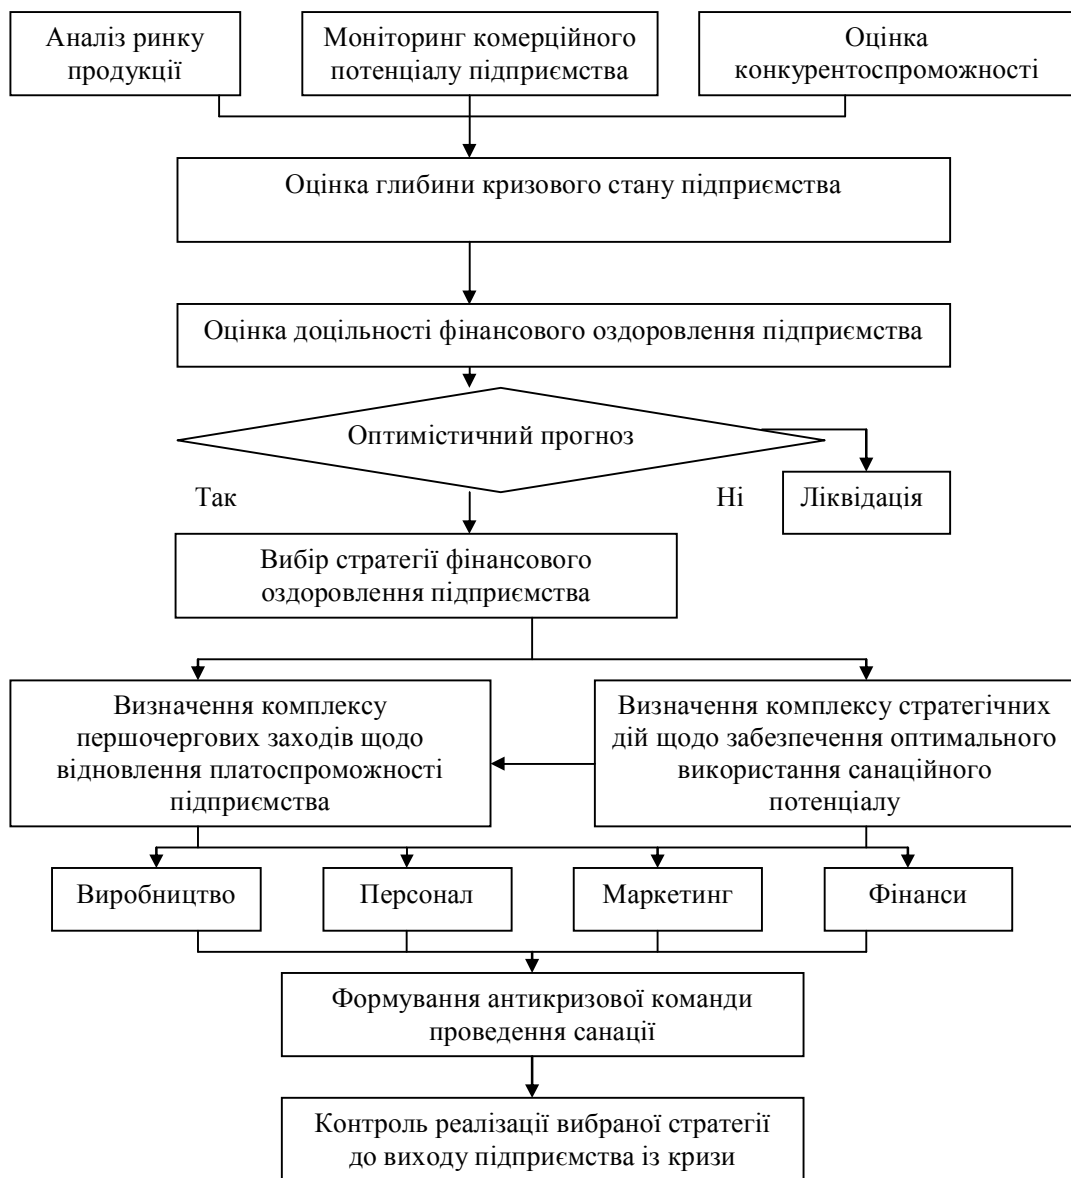 Аналіз ринку
продукції
Моніторинг комерційного
потенціалу підприємства
Оцінка
конкурентоспроможності
Оцінка глибини кризового стану підприємства
Оцінка доцільності фінансового оздоровлення підприємства
Оптимістичний прогноз
Так
Ні
Ліквідація
Вибір стратегії фінансового
оздоровлення підприємства
Визначення комплексу
першочергових заходів щодо
відновлення платоспроможності
підприємства
Визначення комплексу стратегічних
дій щодо забезпечення оптимального
використання санаційного
потенціалу
Виробництво
Персонал
Маркетинг
Фінанси
Формування антикризової команди
проведення санації
Контроль реалізації вибраної стратегії
до виходу підприємства із кризи